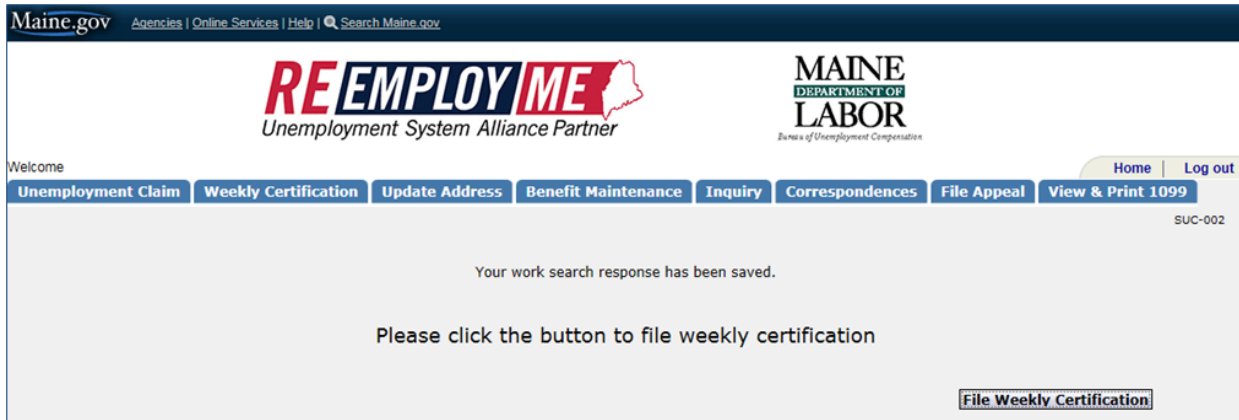 Maine.gov Agencies | Online Services | Help | Search Maine.gov
REEMPLOYME
Unemployment System Alliance Partner
MAINE
DEPARTMENT OF
LABOR
Bureau of Unemployment Compensation
Welcome
Home | Log out
Unemployment Claim Weekly Certification Update Address Benefit Maintenance Inquiry Correspondences File Appeal View & Print 1099
SUC-002
Your work search response has been saved.
Please click the button to file weekly certification
File Weekly Certification